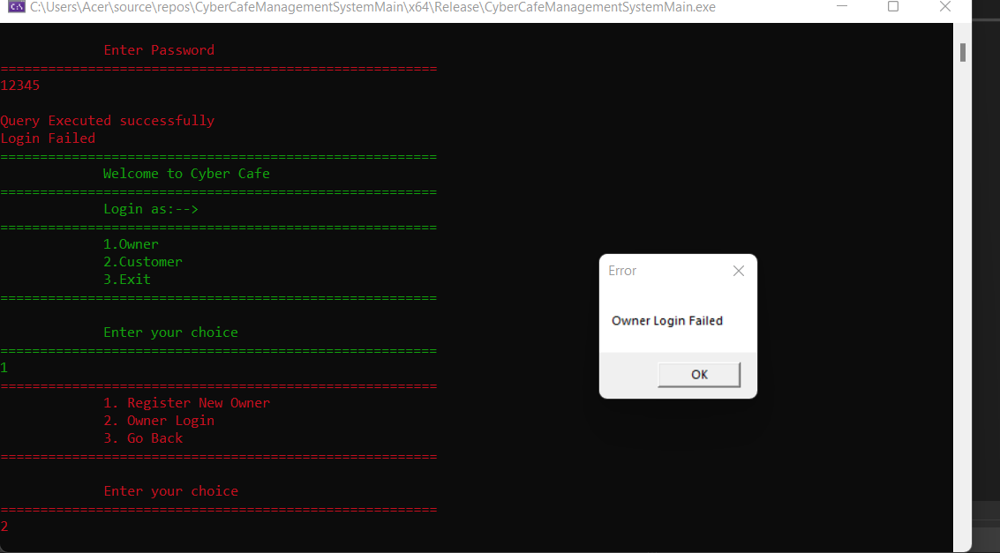 C:\Users\Acer\source\repos\CyberCafeManagementSystemMain\x64\Release\CyberCafeManagementSystemMain.exe
Enter Password
=======================================================
12345
Query Executed successfully
Login Failed
=======================================================
Welcome to Cyber Cafe
=======================================================
Login as:-->
=======================================================
1.Owner
2.Customer
3.Exit
=======================================================
Enter your choice
=======================================================
1
=======================================================
1. Register New Owner
2. Owner Login
3. Go Back
=======================================================
Enter your choice
=======================================================
2
Error
Owner Login Failed
OK